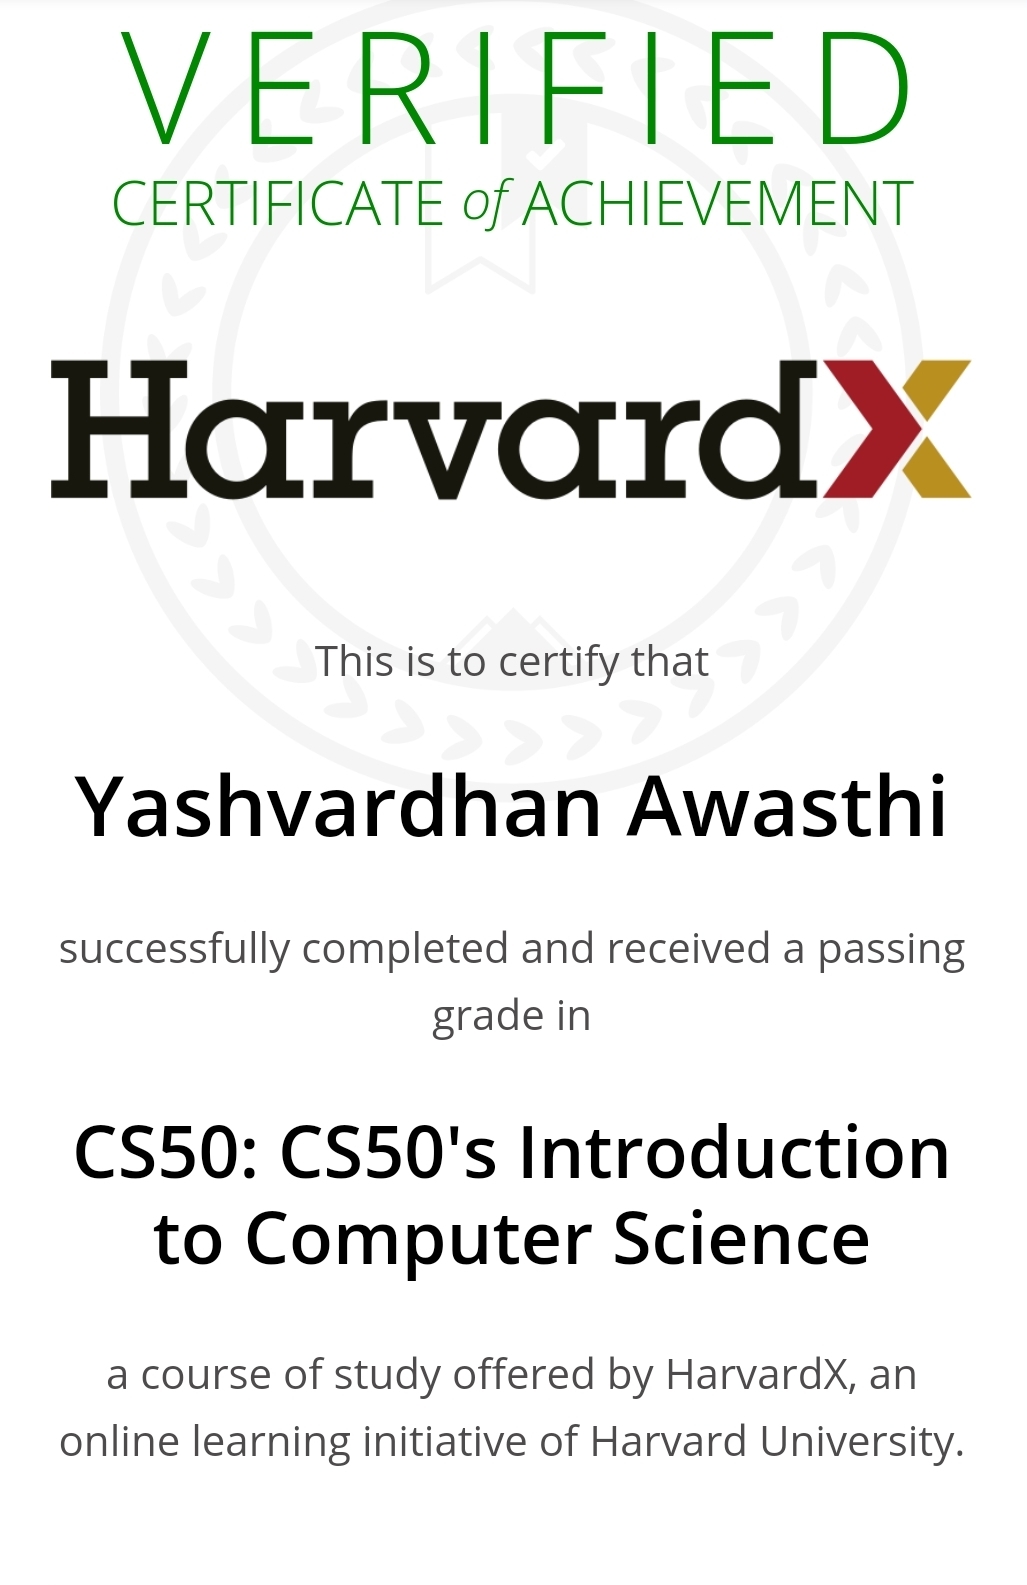 VERIFIED
CERTIFICATE of ACHIEVEMENT
HarvardX
This is to certify that
Yashvardhan Awasthi
successfully completed and received a passing
grade in
CS50: CS50's Introduction
to Computer Science
a course of study offered by HarvardX, an
online learning initiative of Harvard University.